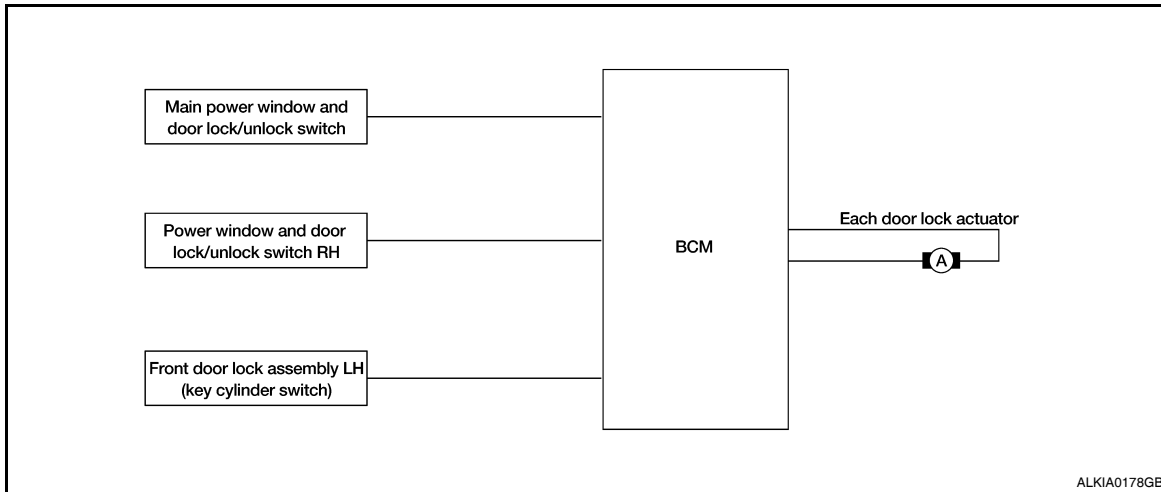 Main power window and
door lock/unlock switch
Power window and door
lock/unlock switch RH
Front door lock assembly LH
(key cylinder switch)
BCM
Each door lock actuator
A
ALKIA0178GB